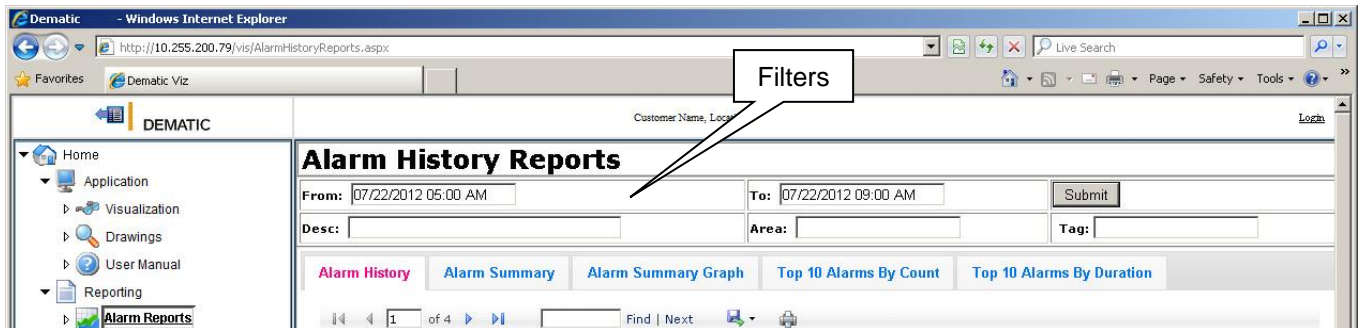 Dematic - Windows Internet Explorer
http://10.255.200.79/vis/AlarmHistoryReports.aspx
Live Search
Favorites Dematic Viz Page Safety Tools
Filters
DEMATIC Customer Name, Login
Home
Application
Visualization
Drawings
User Manual
Reporting
Alarm Reports
Alarm History Reports
From: 07/22/2012 05:00 AM To: 07/22/2012 09:00 AM Submit
Desc: Area: Tag:
Alarm History Alarm Summary Alarm Summary Graph Top 10 Alarms By Count Top 10 Alarms By Duration
1 of 4 Find | Next